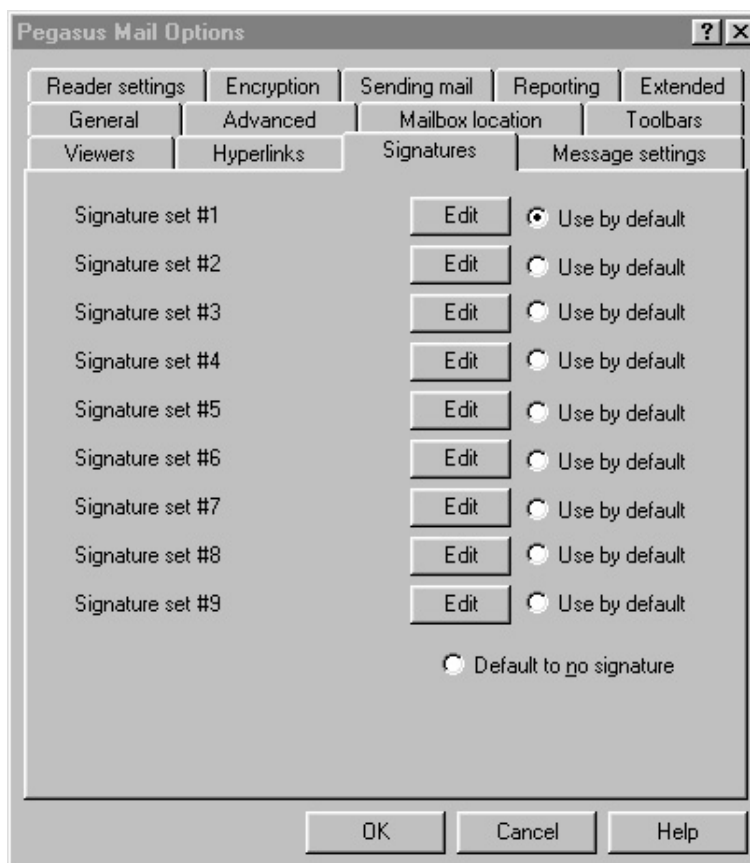 Pegasus Mail Options
Reader settings Encryption Sending mail Reporting Extended
General Advanced Mailbox location Toolbars
Viewers Hyperlinks Signatures Message settings
Signature set #1 Edit Use by default
Signature set #2 Edit Use by default
Signature set #3 Edit Use by default
Signature set #4 Edit Use by default
Signature set #5 Edit Use by default
Signature set #6 Edit Use by default
Signature set #7 Edit Use by default
Signature set #8 Edit Use by default
Signature set #9 Edit Use by default
Default to no signature
OK Cancel Help